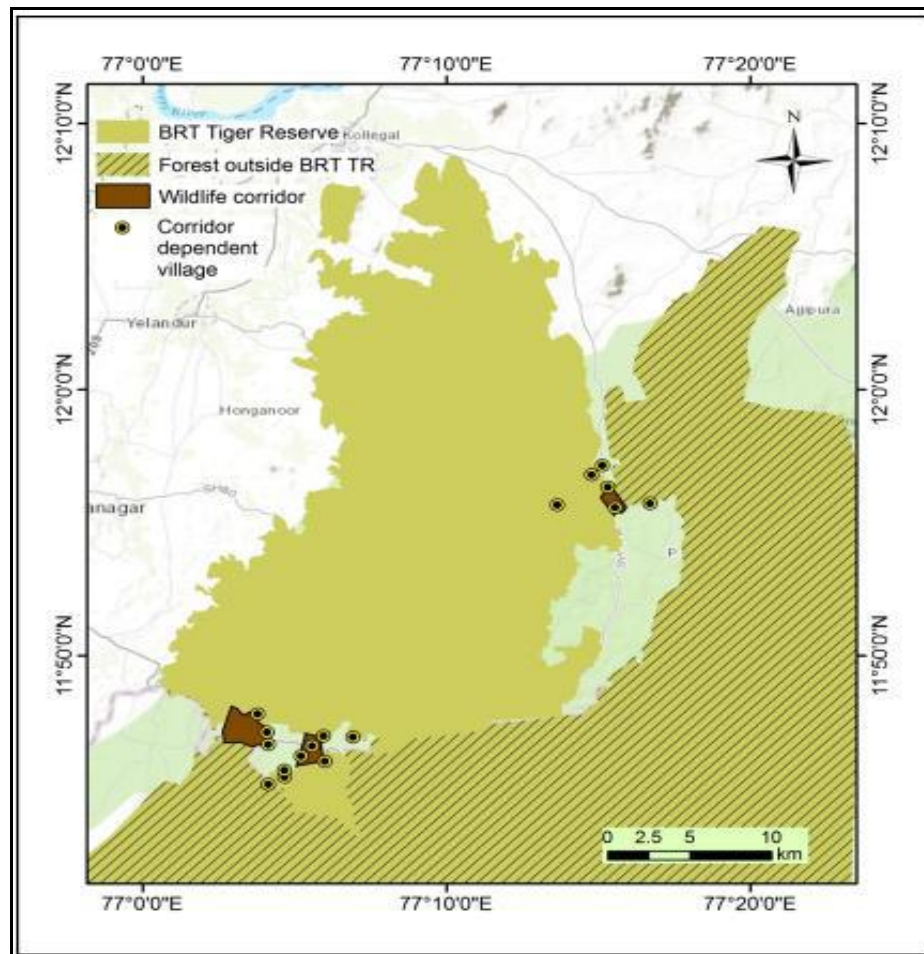 77°0'0"E 77°10'0"E 77°20'0"E
12°10'0"N 12°10'0"N
BRT Tiger Reserve
Kollegal
Forest outside BRT TR
Wildlife corridor
Corridor
dependent
village
N
Yelandur
Ajjipura
12°0'0"N 12°0'0"N
Honganoor
anagar
P
11°50'0"N 11°50'0"N
0 2.5 5 10
km
77°0'0"E 77°10'0"E 77°20'0"E